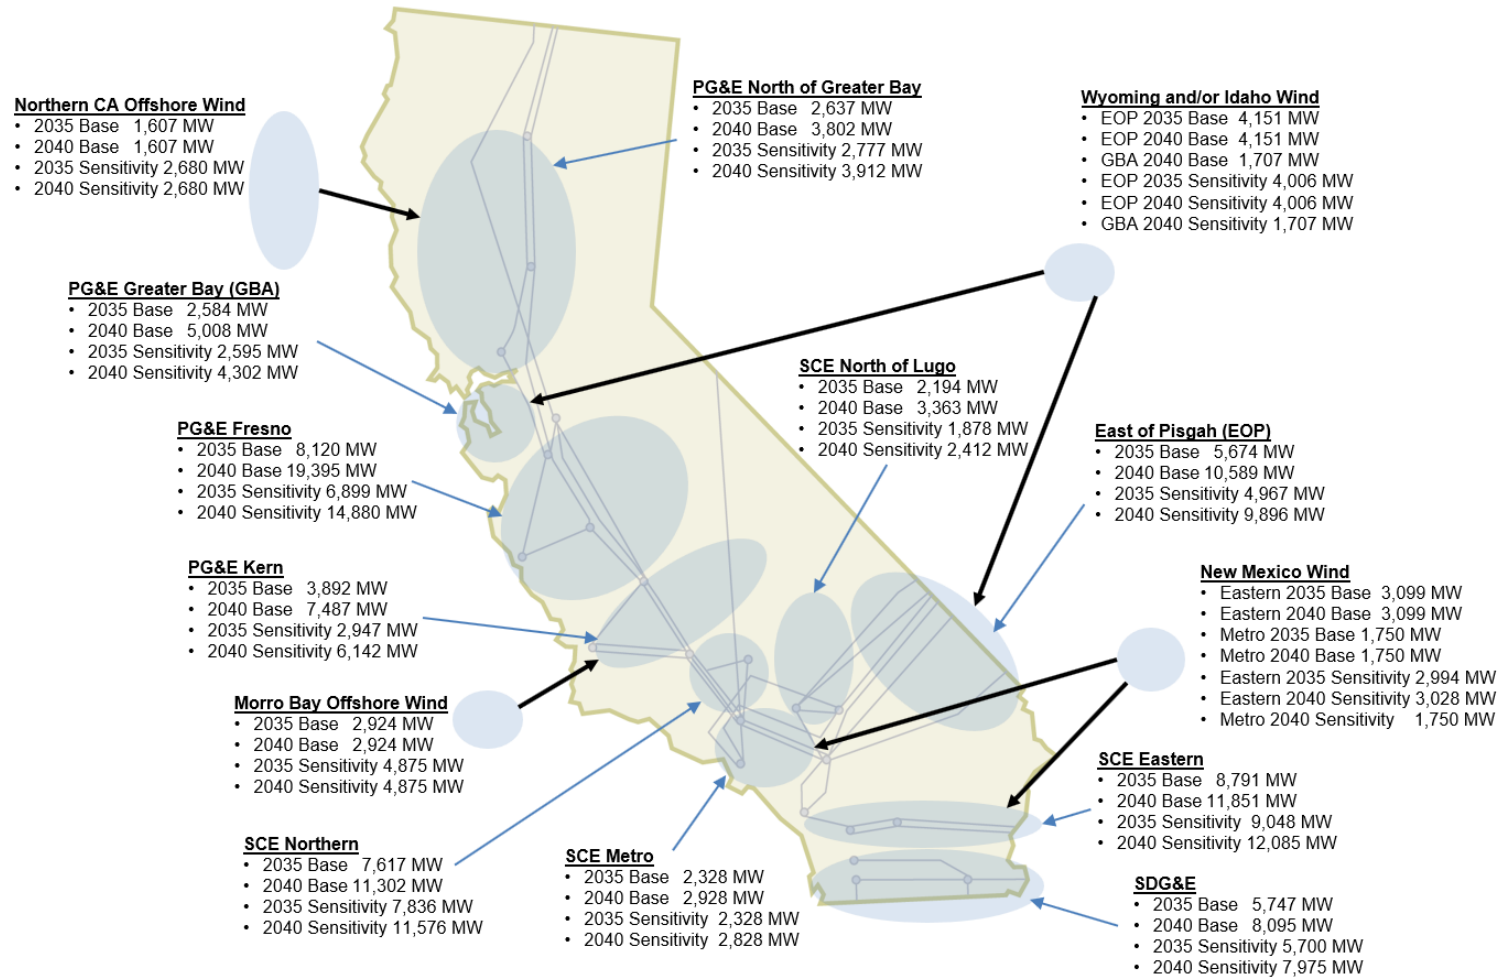 Northern CA Offshore Wind
• 2035 Base 1,607 MW
• 2040 Base 1,607 MW
• 2035 Sensitivity 2,680 MW
• 2040 Sensitivity 2,680 MW
PG&E North of Greater Bay
• 2035 Base 2,637 MW
• 2040 Base 3,802 MW
• 2035 Sensitivity 2,777 MW
• 2040 Sensitivity 3,912 MW
Wyoming and/or Idaho Wind
• EOP 2035 Base 4,151 MW
• EOP 2040 Base 4,151 MW
• GBA 2040 Base 1,707 MW
• EOP 2035 Sensitivity 4,006 MW
• EOP 2040 Sensitivity 4,006 MW
• GBA 2040 Sensitivity 1,707 MW
PG&E Greater Bay (GBA)
• 2035 Base 2,584 MW
• 2040 Base 5,008 MW
• 2035 Sensitivity 2,595 MW
• 2040 Sensitivity 4,302 MW
SCE North of Lugo
• 2035 Base 2,194 MW
• 2040 Base 3,363 MW
• 2035 Sensitivity 1,878 MW
• 2040 Sensitivity 2,412 MW
PG&E Fresno
• 2035 Base 8,120 MW
• 2040 Base 19,395 MW
• 2035 Sensitivity 6,899 MW
• 2040 Sensitivity 14,880 MW
East of Pisgah (EOP)
• 2035 Base 5,674 MW
• 2040 Base 10,589 MW
• 2035 Sensitivity 4,967 MW
• 2040 Sensitivity 9,896 MW
PG&E Kern
• 2035 Base 3,892 MW
• 2040 Base 7,487 MW
• 2035 Sensitivity 2,947 MW
• 2040 Sensitivity 6,142 MW
New Mexico Wind
• Eastern 2035 Base 3,099 MW
• Eastern 2040 Base 3,099 MW
• Metro 2035 Base 1,750 MW
• Metro 2040 Base 1,750 MW
• Eastern 2035 Sensitivity 2,994 MW
• Eastern 2040 Sensitivity 3,028 MW
• Metro 2040 Sensitivity 1,750 MW
Morro Bay Offshore Wind
• 2035 Base 2,924 MW
• 2040 Base 2,924 MW
• 2035 Sensitivity 4,875 MW
• 2040 Sensitivity 4,875 MW
SCE Eastern
• 2035 Base 8,791 MW
• 2040 Base 11,851 MW
• 2035 Sensitivity 9,048 MW
• 2040 Sensitivity 12,085 MW
SCE Northern
• 2035 Base 7,617 MW
• 2040 Base 11,302 MW
• 2035 Sensitivity 7,836 MW
• 2040 Sensitivity 11,576 MW
SCE Metro
• 2035 Base 2,328 MW
• 2040 Base 2,928 MW
• 2035 Sensitivity 2,328 MW
• 2040 Sensitivity 2,828 MW
SDG&E
• 2035 Base 5,747 MW
• 2040 Base 8,095 MW
• 2035 Sensitivity 5,700 MW
• 2040 Sensitivity 7,975 MW